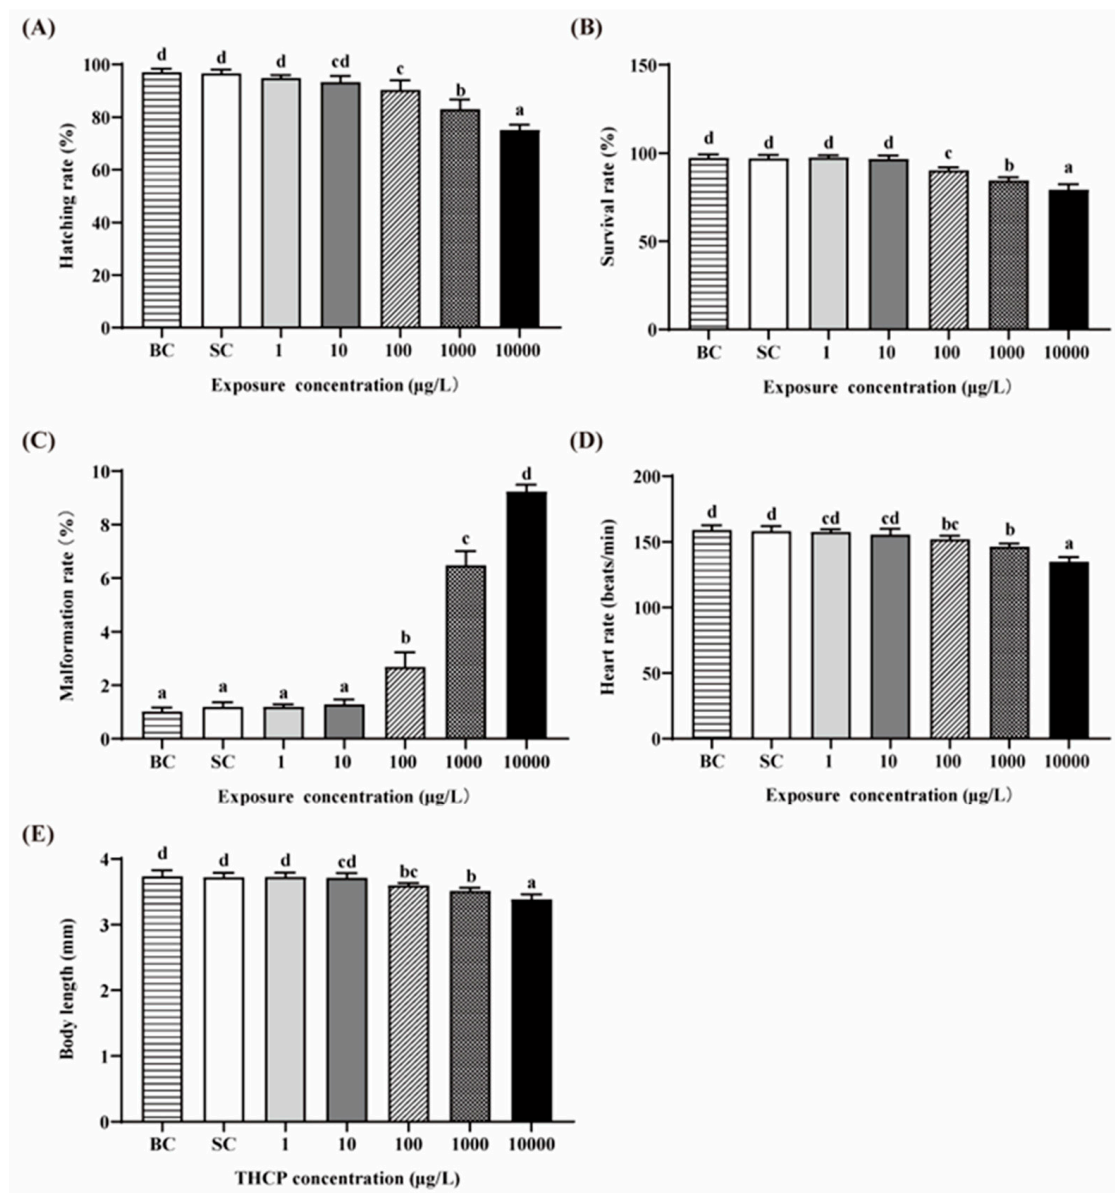 (A)
d d d cd c b a
100
80
60
40
20
0
Hatching rate (%)
BC SC 1 10 100 1000 10000
Exposure concentration (μg/L)
(B)
d d d d c b a
150
100
50
0
Survival rate (%)
BC SC 1 10 100 1000 10000
Exposure concentration (μg/L)
(C)
a a a a b c d
10
8
6
4
2
0
Malformation rate (%)
BC SC 1 10 100 1000 10000
Exposure concentration (μg/L)
(D)
d d cd cd bc b a
200
150
100
50
0
Heart rate (beats/min)
BC SC 1 10 100 1000 10000
Exposure concentration (μg/L)
(E)
d d d cd bc b a
4
3
2
1
0
Body length (mm)
BC SC 1 10 100 1000 10000
THCP concentration (μg/L)